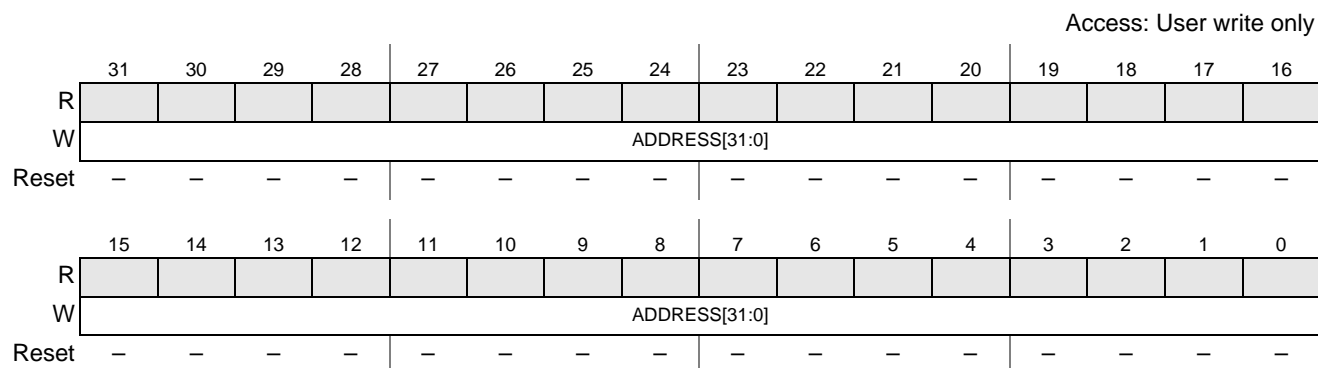 Access: User write only
31 30 29 28 27 26 25 24 23 22 21 20 19 18 17 16
R
W ADDRESS[31:0]
Reset – – – – – – – – – – – – – – – –
15 14 13 12 11 10 9 8 7 6 5 4 3 2 1 0
R
W ADDRESS[31:0]
Reset – – – – – – – – – – – – – – – –